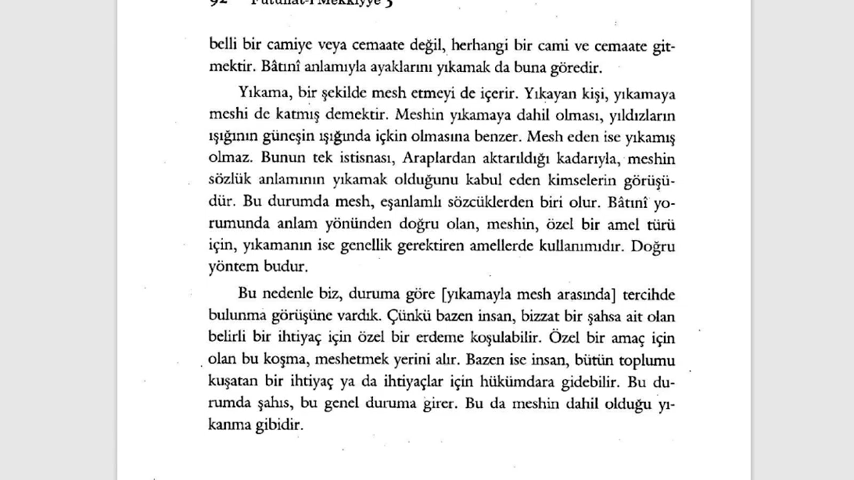 92 Fütûhât-ı Mekkiyye 3
belli bir camiye veya cemaate değil, herhangi bir cami ve cemaate git-
mektir. Bâtınî anlamıyla ayaklarını yıkamak da buna göredir.
Yıkama, bir şekilde mesh etmeyi de içerir. Yıkayan kişi, yıkamaya
meshi de katmış demektir. Meshin yıkamaya dahil olması, yıldızların
ışığının güneşin ışığında içkin olmasına benzer. Mesh eden ise yıkamış
olmaz. Bunun tek istisnası, Araplardan aktarıldığı kadarıyla, meshin
sözlük anlamının yıkamak olduğunu kabul eden kimselerin görüşü-
dür. Bu durumda mesh, eşanlamlı sözcüklerden biri olur. Bâtınî yo-
rumunda anlam yönünden doğru olan, meshin, özel bir amel türü
için, yıkamanın ise genellik gerektiren amellerde kullanımıdır. Doğru
yöntem budur.
Bu nedenle biz, duruma göre [yıkamayla mesh arasında] tercihde
bulunma görüşüne vardık. Çünkü bazen insan, bizzat bir şahsa ait olan
belirli bir ihtiyaç için özel bir erdeme koşulabilir. Özel bir amaç için
olan bu koşma, meshetmek yerini alır. Bazen ise insan, bütün toplumu
kuşatan bir ihtiyaç ya da ihtiyaçlar için hükümdara gidebilir. Bu du-
rumda şahıs, bu genel duruma girer. Bu da meshin dahil olduğu yı-
kanma gibidir.